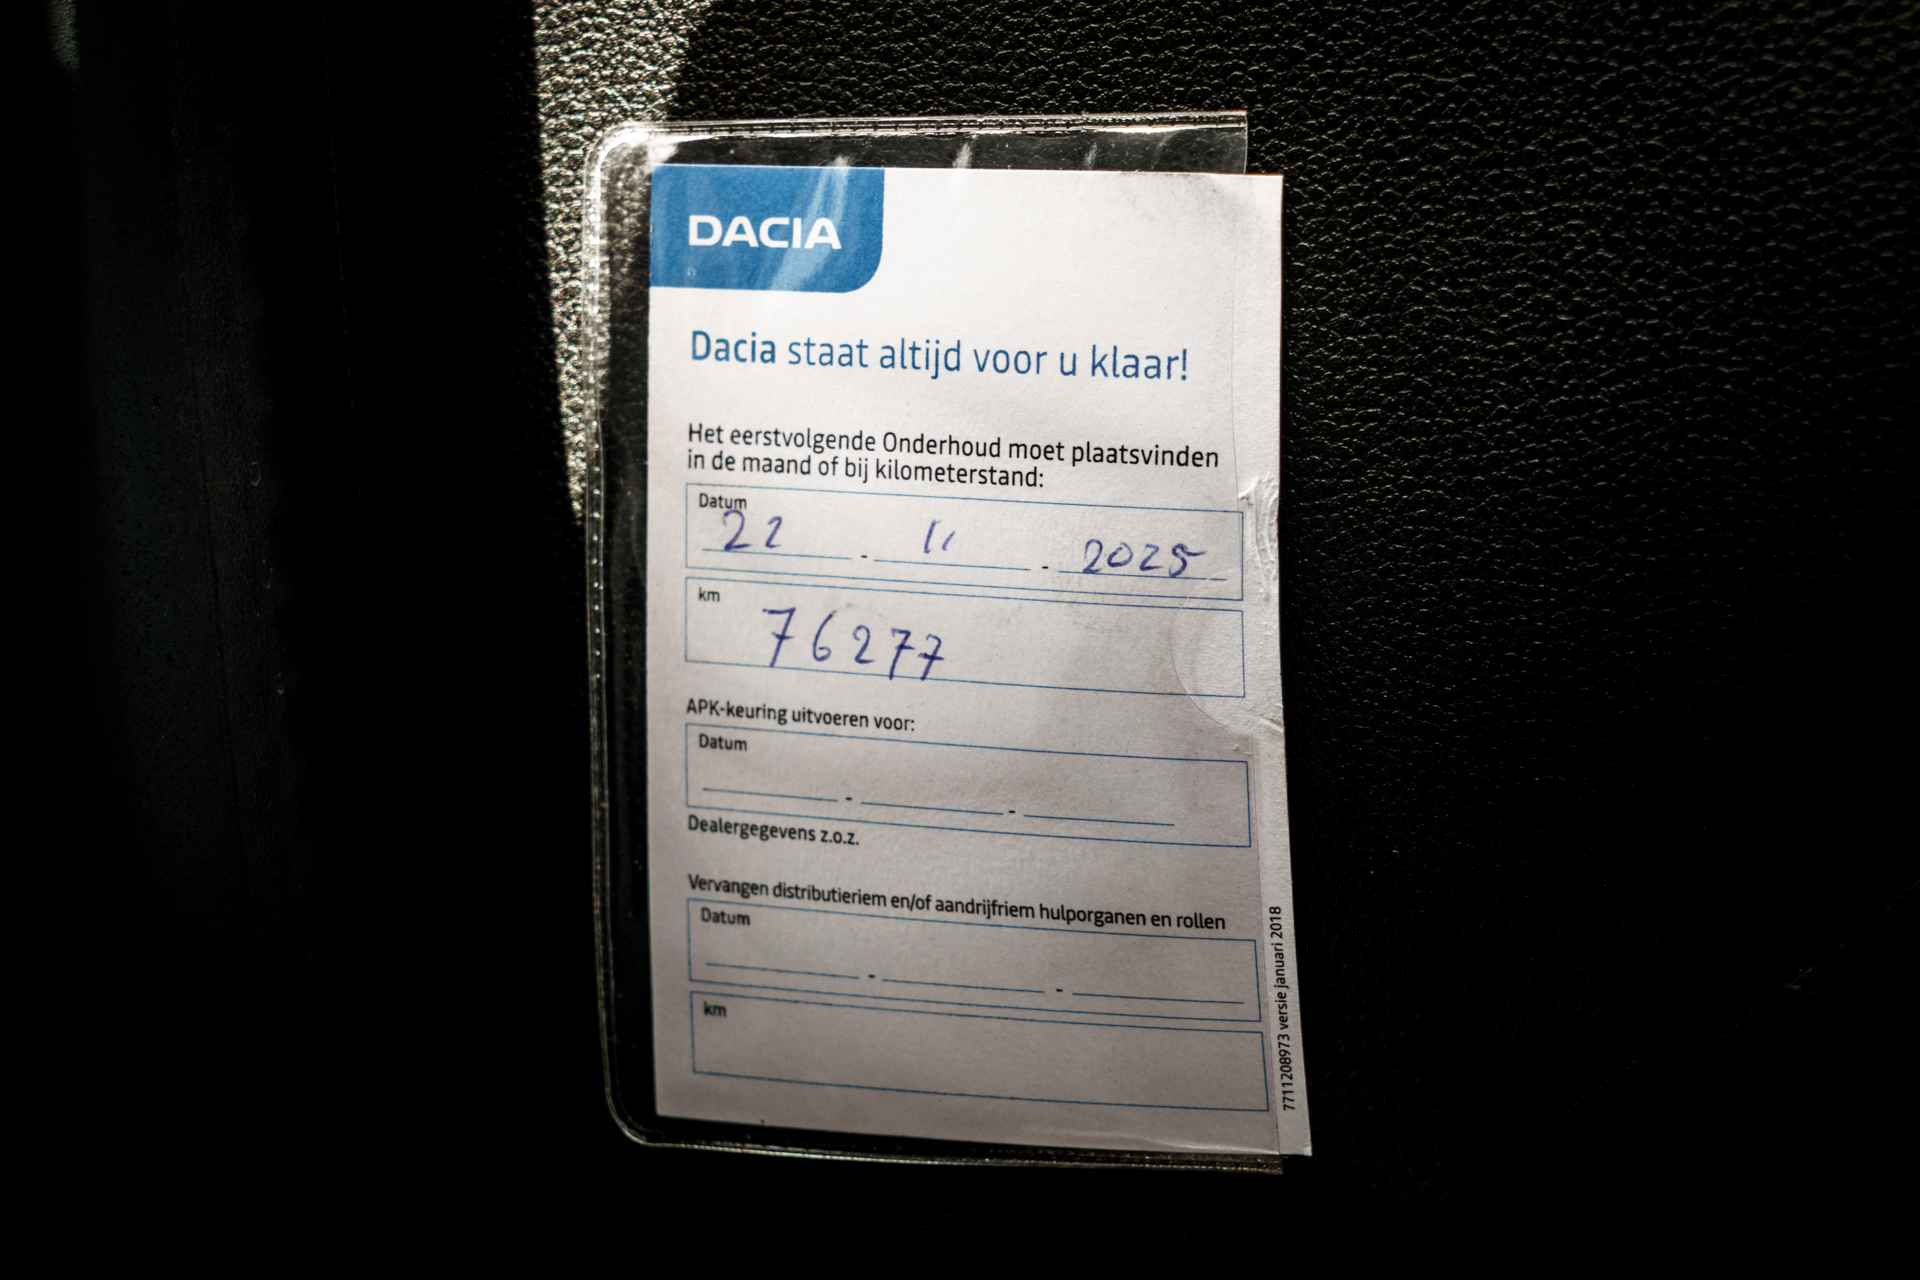 DACIA
Dacia staat altijd voor u klaar!
Het eerstvolgende Onderhoud moet plaatsvinden
in de maand of bij kilometerstand:
Datum
22 - 11 - 2025
km
76277
APK-keuring uitvoeren voor:
Datum
- -
Dealergegevens z.o.z.
Vervangen distributieriem en/of aandrijfriem hulporganen en rollen
Datum
- -
km
7711208973 versie januari 2018